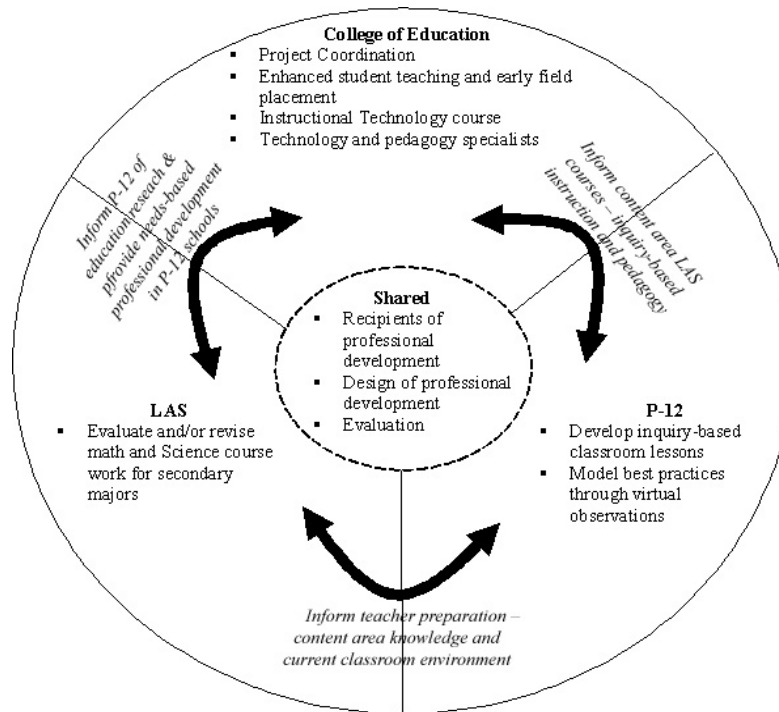 College of Education
▪ Project Coordination
▪ Enhanced student teaching and early field
placement
▪ Instructional Technology course
▪ Technology and pedagogy specialists
Inform P-12 of
education reseach &
pfrovide needs-based
professional development
in P-12 schools
Inform content area LAS
courses – inquiry-based
instruction and pedagogy
Shared
▪ Recipients of
professional
development
▪ Design of professional
development
▪ Evaluation
LAS
▪ Evaluate and/or revise
math and Science course
work for secondary
majors
P-12
▪ Develop inquiry-based
classroom lessons
▪ Model best practices
through virtual
observations
Inform teacher preparation –
content area knowledge and
current classroom environment